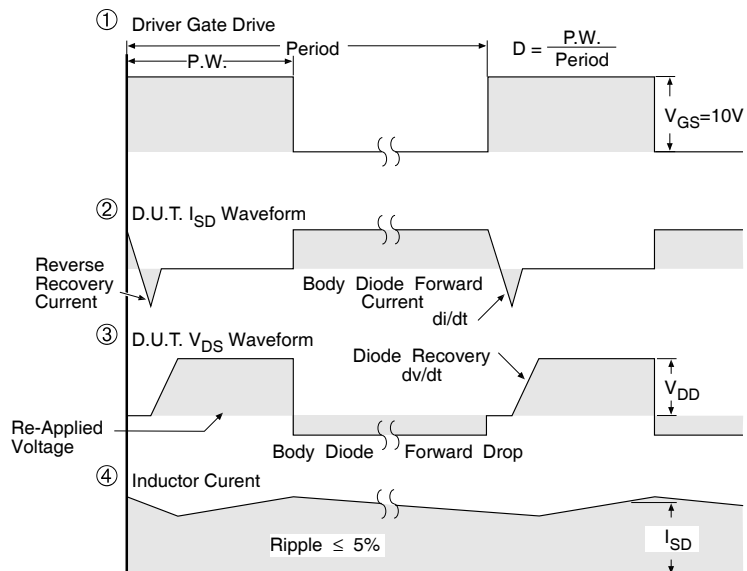 ① Driver Gate Drive
Period
P.W.
D = P.W. / Period
V_GS=10V
② D.U.T. I_SD Waveform
Reverse
Recovery
Current
Body Diode Forward
Current
di/dt
③ D.U.T. V_DS Waveform
Diode Recovery
dv/dt
V_DD
Re-Applied
Voltage
Body Diode Forward Drop
④ Inductor Curent
Ripple ≤ 5%
I_SD